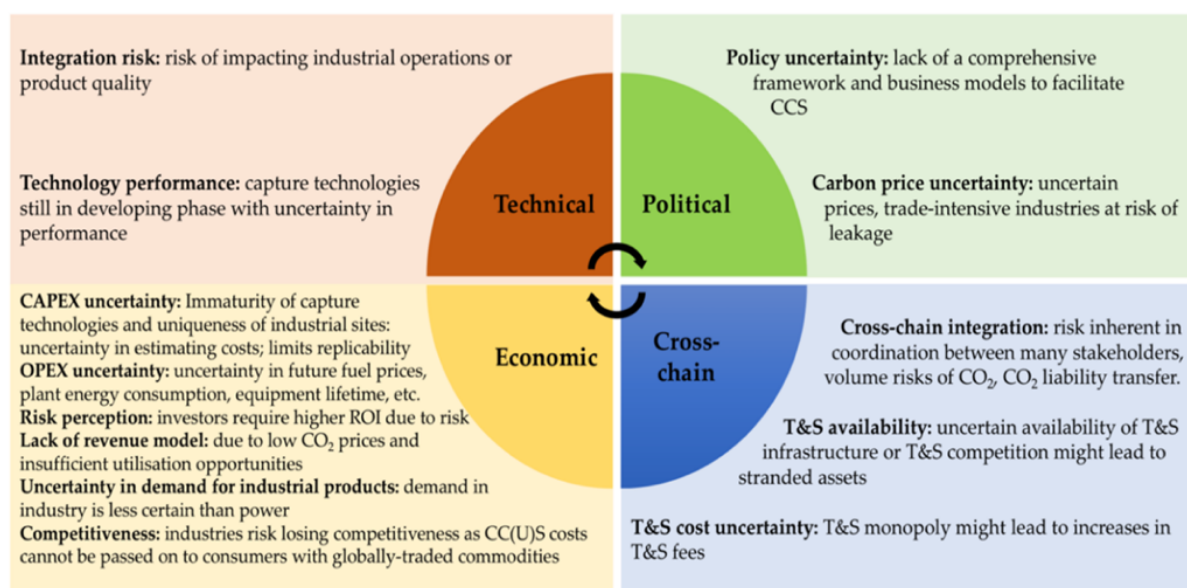 Integration risk: risk of impacting industrial operations or
product quality
Technology performance: capture technologies
still in developing phase with uncertainty in
performance
Technical
Policy uncertainty: lack of a comprehensive
framework and business models to facilitate
CCS
Carbon price uncertainty: uncertain
prices, trade-intensive industries at risk of
leakage
Political
CAPEX uncertainty: Immaturity of capture
technologies and uniqueness of industrial sites:
uncertainty in estimating costs; limits replicability
OPEX uncertainty: uncertainty in future fuel prices,
plant energy consumption, equipment lifetime, etc.
Risk perception: investors require higher ROI due to risk
Lack of revenue model: due to low CO₂ prices and
insufficient utilisation opportunities
Uncertainty in demand for industrial products: demand in
industry is less certain than power
Competitiveness: industries risk losing competitiveness as CC(U)S costs
cannot be passed on to consumers with globally-traded commodities
Economic
Cross-
chain
Cross-chain integration: risk inherent in
coordination between many stakeholders,
volume risks of CO₂, CO₂ liability transfer.
T&S availability: uncertain availability of T&S
infrastructure or T&S competition might lead to
stranded assets
T&S cost uncertainty: T&S monopoly might lead to increases in
T&S fees